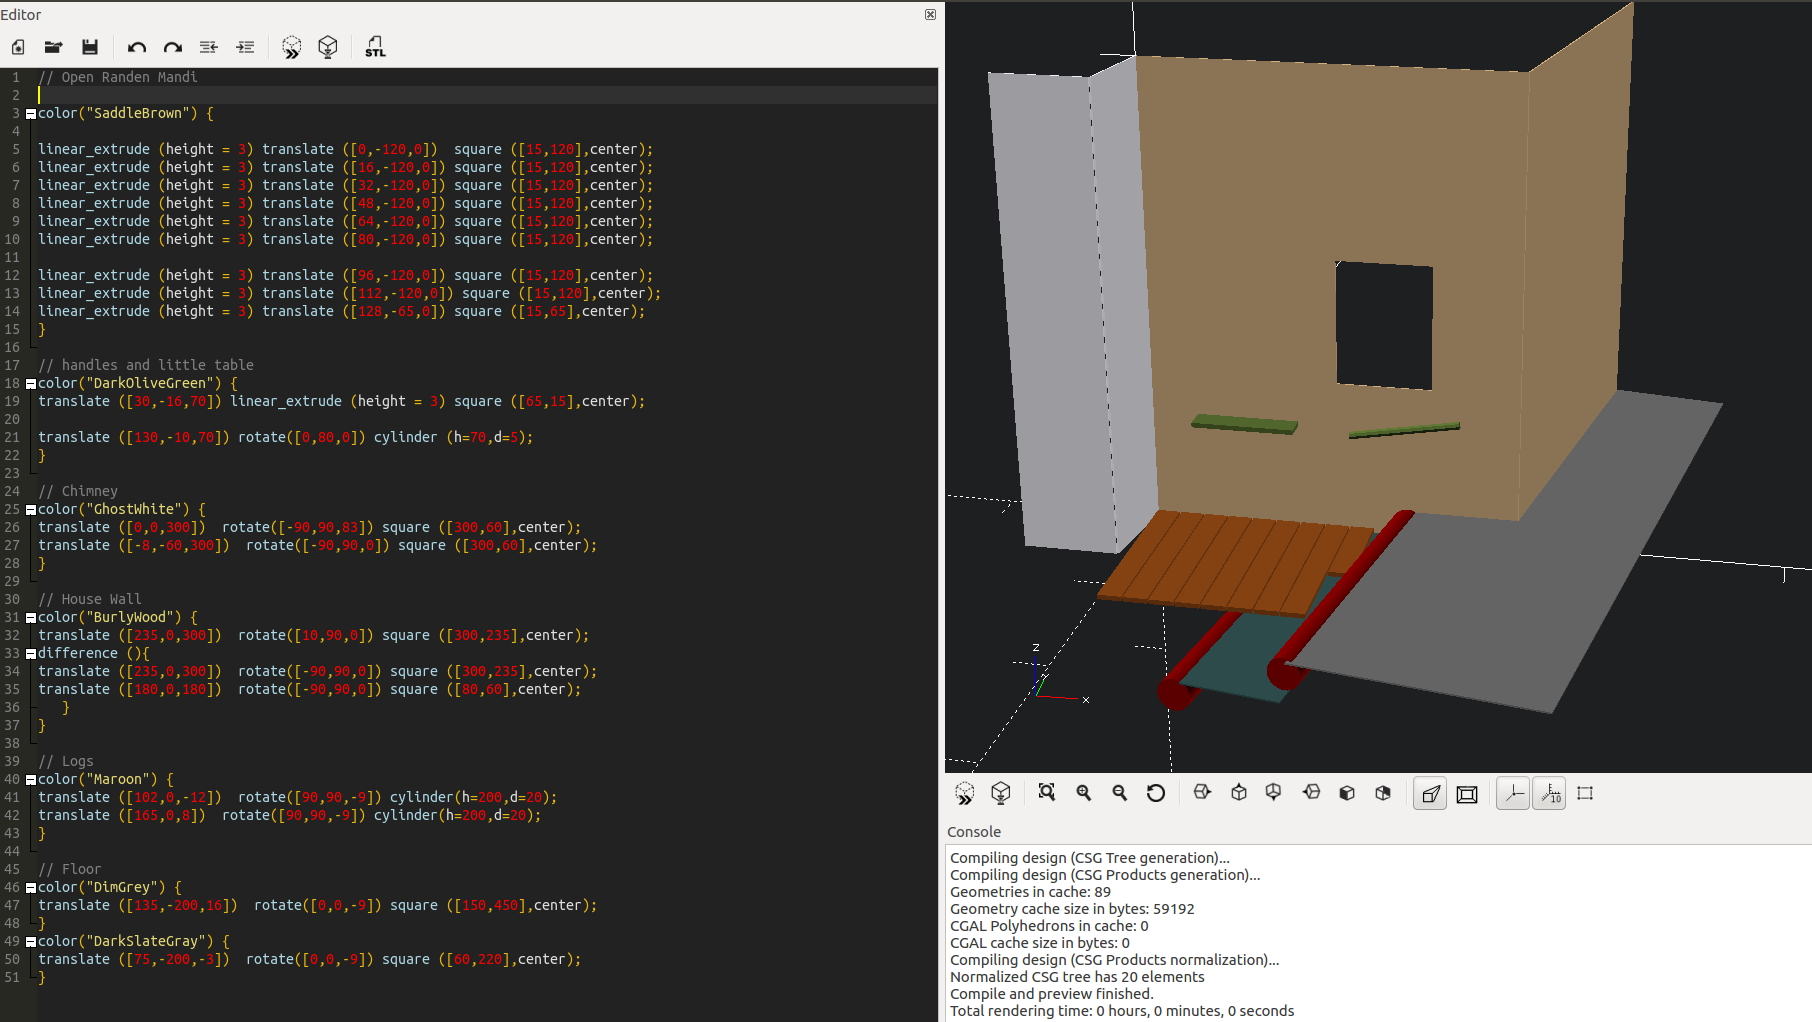 Editor
STL
1 // Open Randen Mandi
2
3 color("SaddleBrown") {
4
5 linear_extrude (height = 3) translate ([0,-120,0])  square ([15,120],center);
6 linear_extrude (height = 3) translate ([16,-120,0]) square ([15,120],center);
7 linear_extrude (height = 3) translate ([32,-120,0]) square ([15,120],center);
8 linear_extrude (height = 3) translate ([48,-120,0]) square ([15,120],center);
9 linear_extrude (height = 3) translate ([64,-120,0]) square ([15,120],center);
10 linear_extrude (height = 3) translate ([80,-120,0]) square ([15,120],center);
11
12 linear_extrude (height = 3) translate ([96,-120,0]) square ([15,120],center);
13 linear_extrude (height = 3) translate ([112,-120,0]) square ([15,120],center);
14 linear_extrude (height = 3) translate ([128,-65,0]) square ([15,65],center);
15 }
16
17 // handles and little table
18 color("DarkOliveGreen") {
19 translate ([30,-16,70]) linear_extrude (height = 3) square ([65,15],center);
20
21 translate ([130,-10,70]) rotate([0,80,0]) cylinder (h=70,d=5);
22 }
23
24 // Chimney
25 color("GhostWhite") {
26 translate ([0,0,300])  rotate([-90,90,83]) square ([300,60],center);
27 translate ([-8,-60,300])  rotate([-90,90,0]) square ([300,60],center);
28 }
29
30 // House Wall
31 color("BurlyWood") {
32 translate ([235,0,300])  rotate([10,90,0]) square ([300,235],center);
33 difference (){
34 translate ([235,0,300])  rotate([-90,90,0]) square ([300,235],center);
35 translate ([180,0,180])  rotate([-90,90,0]) square ([80,60],center);
36    }
37 }
38
39 // Logs
40 color("Maroon") {
41 translate ([102,0,-12])  rotate([90,90,-9]) cylinder(h=200,d=20);
42 translate ([165,0,8])  rotate([90,90,-9]) cylinder(h=200,d=20);
43 }
44
45 // Floor
46 color("DimGrey") {
47 translate ([135,-200,16])  rotate([0,0,-9]) square ([150,450],center);
48 }
49 color("DarkSlateGray") {
50 translate ([75,-200,-3])  rotate([0,0,-9]) square ([60,220],center);
51 }
z
x
10
Console
Compiling design (CSG Tree generation)...
Compiling design (CSG Products generation)...
Geometries in cache: 89
Geometry cache size in bytes: 59192
CGAL Polyhedrons in cache: 0
CGAL cache size in bytes: 0
Compiling design (CSG Products normalization)...
Normalized CSG tree has 20 elements
Compile and preview finished.
Total rendering time: 0 hours, 0 minutes, 0 seconds